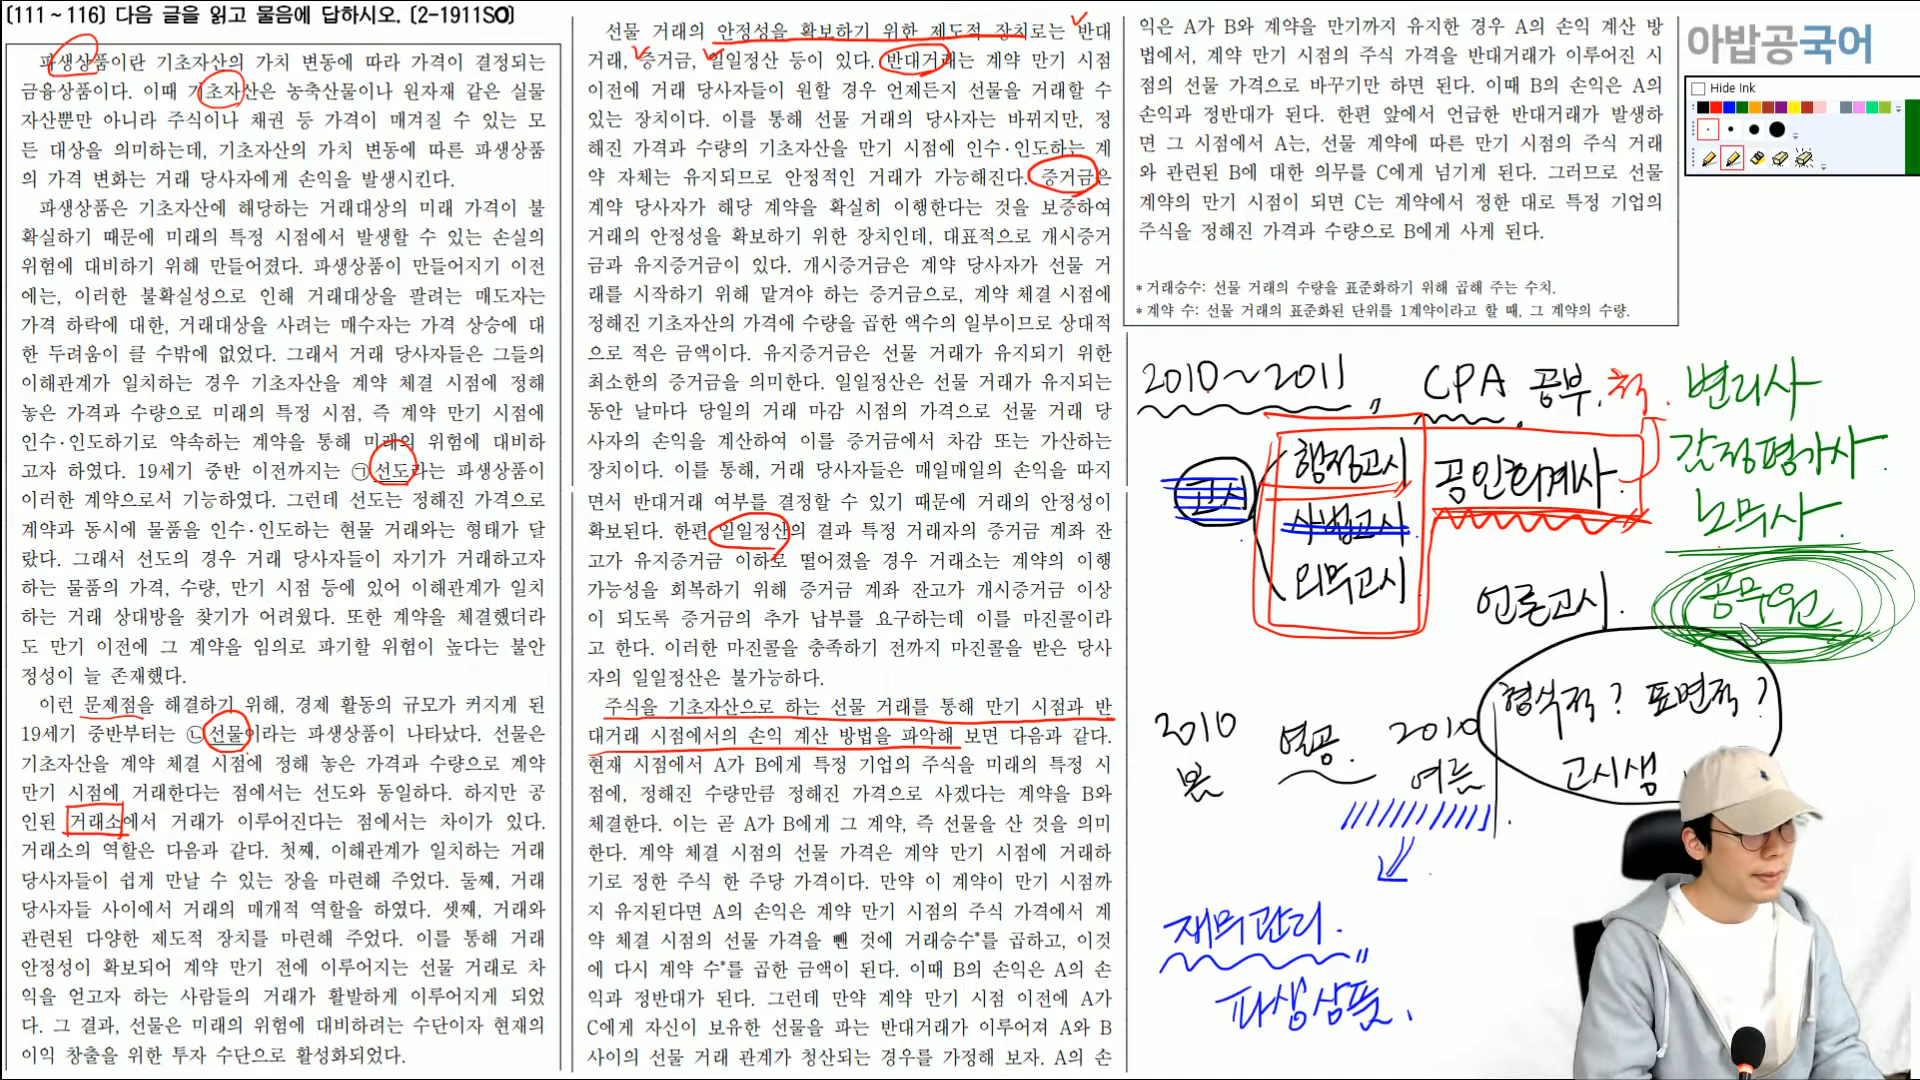 [111 ~ 116] 다음 글을 읽고 물음에 답하시오. [2-1911SO]
파생상품이란 기초자산의 가치 변동에 따라 가격이 결정되는
금융상품이다. 이때 기초자산은 농축산물이나 원자재 같은 실물
자산뿐만 아니라 주식이나 채권 등 가격이 매겨질 수 있는 모
든 대상을 의미하는데, 기초자산의 가치 변동에 따른 파생상품
의 가격 변화는 거래 당사자에게 손익을 발생시킨다.
파생상품은 기초자산에 해당하는 거래대상의 미래 가격이 불
확실하기 때문에 미래의 특정 시점에서 발생할 수 있는 손실의
위험에 대비하기 위해 만들어졌다. 파생상품이 만들어지기 이전
에는, 이러한 불확실성으로 인해 거래대상을 팔려는 매도자는
가격 하락에 대한, 거래대상을 사려는 매수자는 가격 상승에 대
한 두려움이 클 수밖에 없었다. 그래서 거래 당사자들은 그들의
이해관계가 일치하는 경우 기초자산을 계약 체결 시점에 정해
놓은 가격과 수량으로 미래의 특정 시점, 즉 계약 만기 시점에
인수·인도하기로 약속하는 계약을 통해 미래의 위험에 대비하
고자 하였다. 19세기 중반 이전까지는 ㉠선도라는 파생상품이
이러한 계약으로서 기능하였다. 그런데 선도는 정해진 가격으로
계약과 동시에 물품을 인수·인도하는 현물 거래와는 형태가 달
랐다. 그래서 선도의 경우 거래 당사자들이 자기가 거래하고자
하는 물품의 가격, 수량, 만기 시점 등에 있어 이해관계가 일치
하는 거래 상대방을 찾기가 어려웠다. 또한 계약을 체결했더라
도 만기 이전에 그 계약을 임의로 파기할 위험이 높다는 불안
정성이 늘 존재했다.
이런 문제점을 해결하기 위해, 경제 활동의 규모가 커지게 된
19세기 중반부터는 ㉡선물이라는 파생상품이 나타났다. 선물은
기초자산을 계약 체결 시점에 정해 놓은 가격과 수량으로 계약
만기 시점에 거래한다는 점에서는 선도와 동일하다. 하지만 공
인된 거래소에서 거래가 이루어진다는 점에서는 차이가 있다.
거래소의 역할은 다음과 같다. 첫째, 이해관계가 일치하는 거래
당사자들이 쉽게 만날 수 있는 장을 마련해 주었다. 둘째, 거래
당사자들 사이에서 거래의 매개적 역할을 하였다. 셋째, 거래와
관련된 다양한 제도적 장치를 마련해 주었다. 이를 통해 거래
안정성이 확보되어 계약 만기 전에 이루어지는 선물 거래로 차
익을 얻고자 하는 사람들의 거래가 활발하게 이루어지게 되었
다. 그 결과, 선물은 미래의 위험에 대비하려는 수단이자 현재의
이익 창출을 위한 투자 수단으로 활성화되었다.
선물 거래의 안정성을 확보하기 위한 제도적 장치로는 반대
거래, 증거금, 일일정산 등이 있다. 반대거래는 계약 만기 시점
이전에 거래 당사자들이 원할 경우 언제든지 선물을 거래할 수
있는 장치이다. 이를 통해 선물 거래의 당사자는 바뀌지만, 정
해진 가격과 수량의 기초자산을 만기 시점에 인수·인도하는 계
약 자체는 유지되므로 안정적인 거래가 가능해진다. 증거금은
계약 당사자가 해당 계약을 확실히 이행한다는 것을 보증하여
거래의 안정성을 확보하기 위한 장치인데, 대표적으로 개시증거
금과 유지증거금이 있다. 개시증거금은 계약 당사자가 선물 거
래를 시작하기 위해 맡겨야 하는 증거금으로, 계약 체결 시점에
정해진 기초자산의 가격에 수량을 곱한 액수의 일부이므로 상대적
으로 적은 금액이다. 유지증거금은 선물 거래가 유지되기 위한
최소한의 증거금을 의미한다. 일일정산은 선물 거래가 유지되는
동안 날마다 당일의 거래 마감 시점의 가격으로 선물 거래 당
사자의 손익을 계산하여 이를 증거금에서 차감 또는 가산하는
장치이다. 이를 통해, 거래 당사자들은 매일매일의 손익을 따지
면서 반대거래 여부를 결정할 수 있기 때문에 거래의 안정성이
확보된다. 한편 일일정산의 결과 특정 거래자의 증거금 계좌 잔
고가 유지증거금 이하로 떨어졌을 경우 거래소는 계약의 이행
가능성을 회복하기 위해 증거금 계좌 잔고가 개시증거금 이상
이 되도록 증거금의 추가 납부를 요구하는데 이를 마진콜이라
고 한다. 이러한 마진콜을 충족하기 전까지 마진콜을 받은 당사
자의 일일정산은 불가능하다.
주식을 기초자산으로 하는 선물 거래를 통해 만기 시점과 반
대거래 시점에서의 손익 계산 방법을 파악해 보면 다음과 같다.
현재 시점에서 A가 B에게 특정 기업의 주식을 미래의 특정 시
점에, 정해진 수량만큼 정해진 가격으로 사겠다는 계약을 B와
체결한다. 이는 곧 A가 B에게 그 계약, 즉 선물을 산 것을 의미
한다. 계약 체결 시점의 선물 가격은 계약 만기 시점에 거래하
기로 정한 주식 한 주당 가격이다. 만약 이 계약이 만기 시점까
지 유지된다면 A의 손익은 계약 만기 시점의 주식 가격에서 계
약 체결 시점의 선물 가격을 뺀 것에 거래승수*를 곱하고, 이것
에 다시 계약 수*를 곱한 금액이 된다. 이때 B의 손익은 A의 손
익과 정반대가 된다. 그런데 만약 계약 만기 시점 이전에 A가
C에게 자신이 보유한 선물을 파는 반대거래가 이루어져 A와 B
사이의 선물 거래 관계가 청산되는 경우를 가정해 보자. A의 손
익은 A가 B와 계약을 만기까지 유지한 경우 A의 손익 계산 방
법에서, 계약 만기 시점의 주식 가격을 반대거래가 이루어진 시
점의 선물 가격으로 바꾸기만 하면 된다. 이때 B의 손익은 A의
손익과 정반대가 된다. 한편 앞에서 언급한 반대거래가 발생하
면 그 시점에서 A는, 선물 계약에 따른 만기 시점의 주식 거래
와 관련된 B에 대한 의무를 C에게 넘기게 된다. 그러므로 선물
계약의 만기 시점이 되면 C는 계약에서 정한 대로 특정 기업의
주식을 정해진 가격과 수량으로 B에게 사게 된다.
* 거래승수: 선물 거래의 수량을 표준화하기 위해 곱해 주는 수치.
* 계약 수: 선물 거래의 표준화된 단위를 1계약이라고 할 때, 그 계약의 수량.
아밥공국어
Hide Ink
2010~2011, CPA 공부.
변리사
감정평가사
노무사
공무원
고시
행정고시
사법고시
외무고시
공인회계사
언론고시.
형식적? 표면적?
고시생
2010 봄
열공.
2010 여름
재무관리.
파생상품.